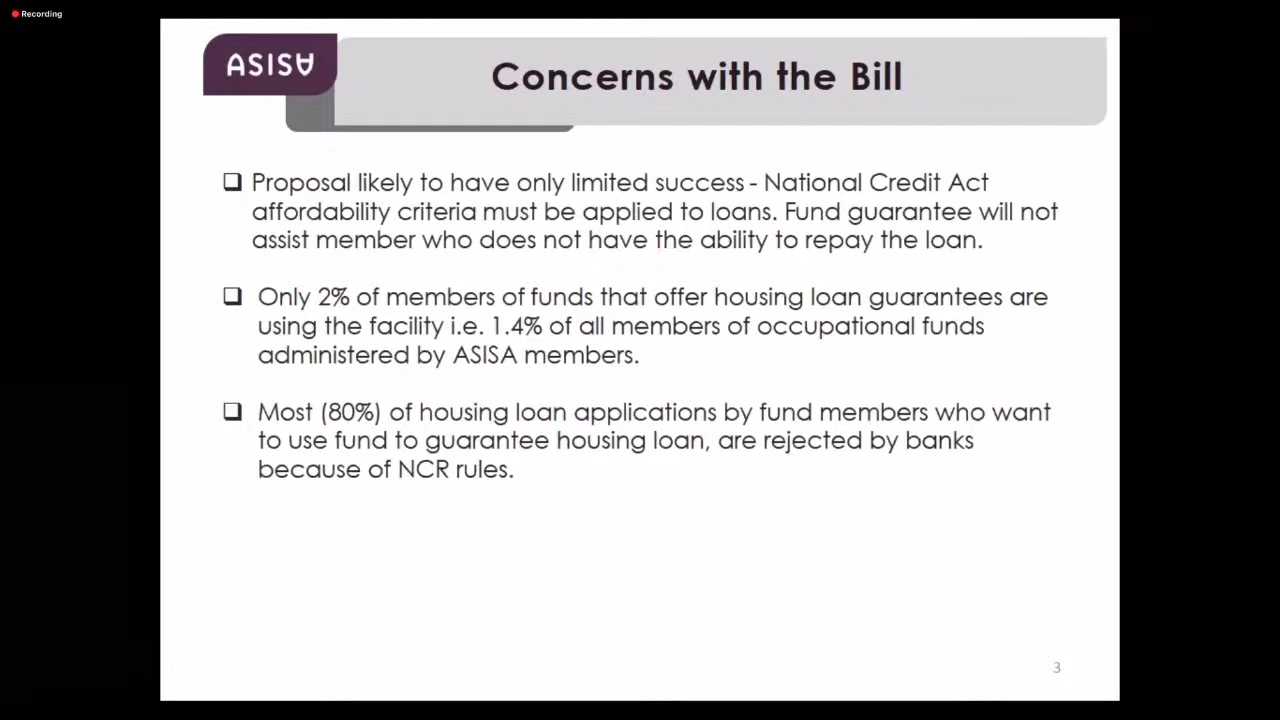 Recording
ASISA
Concerns with the Bill
❑ Proposal likely to have only limited success - National Credit Act
affordability criteria must be applied to loans. Fund guarantee will not
assist member who does not have the ability to repay the loan.
❑ Only 2% of members of funds that offer housing loan guarantees are
using the facility i.e. 1.4% of all members of occupational funds
administered by ASISA members.
❑ Most (80%) of housing loan applications by fund members who want
to use fund to guarantee housing loan, are rejected by banks
because of NCR rules.
3